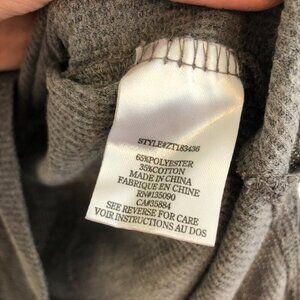 STYLE#ZT183436
65%POLYESTER
35%COTTON
MADE IN CHINA
FABRIQUE EN CHINE
RN#135090
CA#35884
SEE REVERSE FOR CARE
VOIR INSTRUCTIONS AU DOS